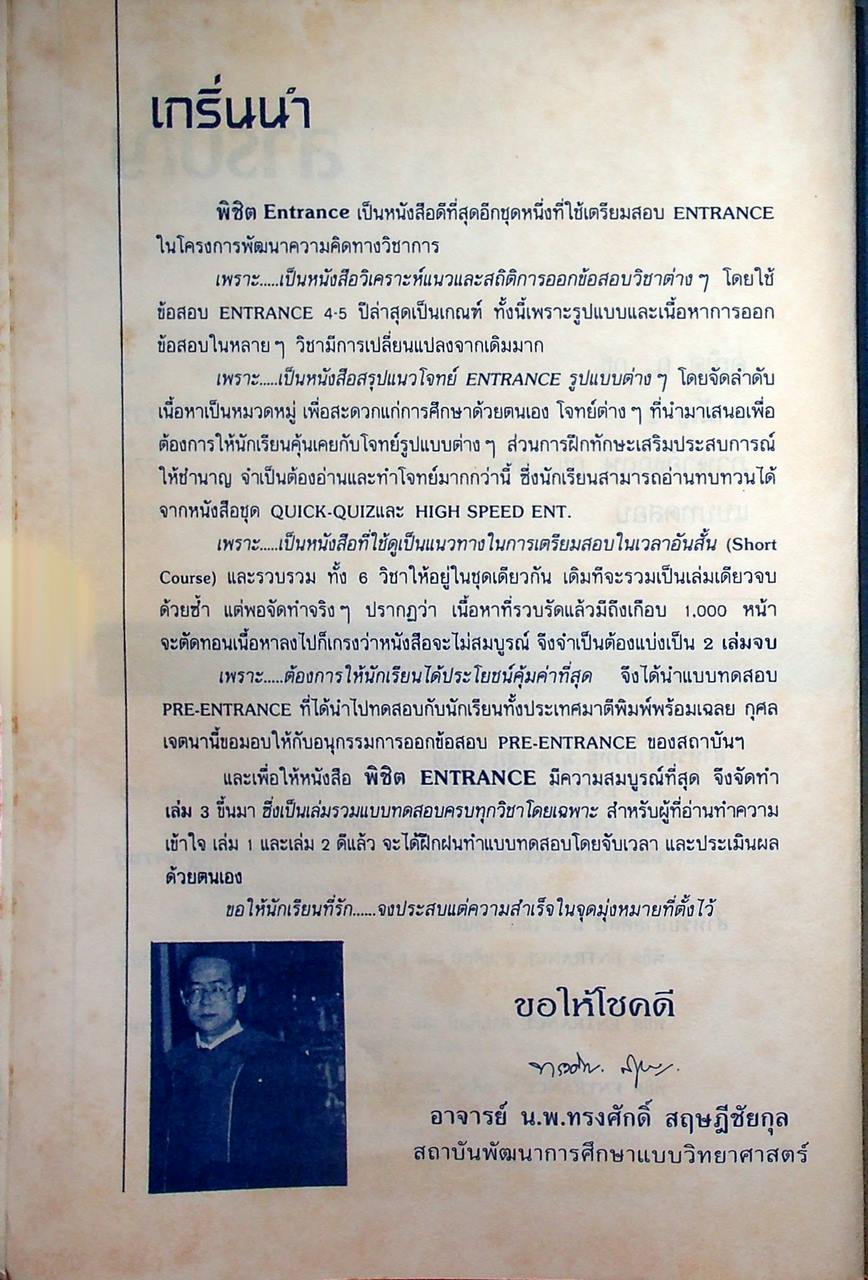 เกริ่นนำ
พิชิต Entrance เป็นหนังสือดีที่สุดอีกชุดหนึ่งที่ใช้เตรียมสอบ ENTRANCE
ในโครงการพัฒนาความคิดทางวิชาการ
เพราะ.....เป็นหนังสือวิเคราะห์แนวและสถิติการออกข้อสอบวิชาต่าง ๆ โดยใช้
ข้อสอบ ENTRANCE 4-5 ปีล่าสุดเป็นเกณฑ์ ทั้งนี้เพราะรูปแบบและเนื้อหาการออก
ข้อสอบในหลาย ๆ วิชามีการเปลี่ยนแปลงจากเดิมมาก
เพราะ.....เป็นหนังสือสรุปแนวโจทย์ ENTRANCE รูปแบบต่าง ๆ โดยจัดลำดับ
เนื้อหาเป็นหมวดหมู่ เพื่อสะดวกแก่การศึกษาด้วยตนเอง โจทย์ต่าง ๆ ที่นำมาเสนอเพื่อ
ต้องการให้นักเรียนคุ้นเคยกับโจทย์รูปแบบต่าง ๆ ส่วนการฝึกทักษะเสริมประสบการณ์
ให้ชำนาญ จำเป็นต้องอ่านและทำโจทย์มากกว่านี้ ซึ่งนักเรียนสามารถอ่านทบทวนได้
จากหนังสือชุด QUICK-QUIZและ HIGH SPEED ENT.
เพราะ.....เป็นหนังสือที่ใช้ดูเป็นแนวทางในการเตรียมสอบในเวลาอันสั้น (Short
Course) และรวบรวม ทั้ง 6 วิชาให้อยู่ในชุดเดียวกัน เดิมทีจะรวมเป็นเล่มเดียวจบ
ด้วยซ้ำ แต่พอจัดทำจริง ๆ ปรากฏว่า เนื้อหาที่รวบรัดแล้วมีถึงเกือบ 1,000 หน้า
จะตัดทอนเนื้อหาลงไปก็เกรงว่าหนังสือจะไม่สมบูรณ์ จึงจำเป็นต้องแบ่งเป็น 2 เล่มจบ
เพราะ.....ต้องการให้นักเรียนได้ประโยชน์คุ้มค่าที่สุด จึงได้นำแบบทดสอบ
PRE-ENTRANCE ที่ได้นำไปทดสอบกับนักเรียนทั้งประเทศมาตีพิมพ์พร้อมเฉลย กุศล
เจตนานี้ขอมอบให้กับอนุกรรมการออกข้อสอบ PRE-ENTRANCE ของสถาบันฯ
และเพื่อให้หนังสือ พิชิต ENTRANCE มีความสมบูรณ์ที่สุด จึงจัดทำ
เล่ม 3 ขึ้นมา ซึ่งเป็นเล่มรวมแบบทดสอบครบทุกวิชาโดยเฉพาะ สำหรับผู้ที่อ่านทำความ
เข้าใจ เล่ม 1 และเล่ม 2 ดีแล้ว จะได้ฝึกฝนทำแบบทดสอบโดยจับเวลา และประเมินผล
ด้วยตนเอง
ขอให้นักเรียนที่รัก......จงประสบแต่ความสำเร็จในจุดมุ่งหมายที่ตั้งไว้
ขอให้โชคดี
อาจารย์ น.พ.ทรงศักดิ์ สฤษฎีชัยกุล
สถาบันพัฒนาการศึกษาแบบวิทยาศาสตร์